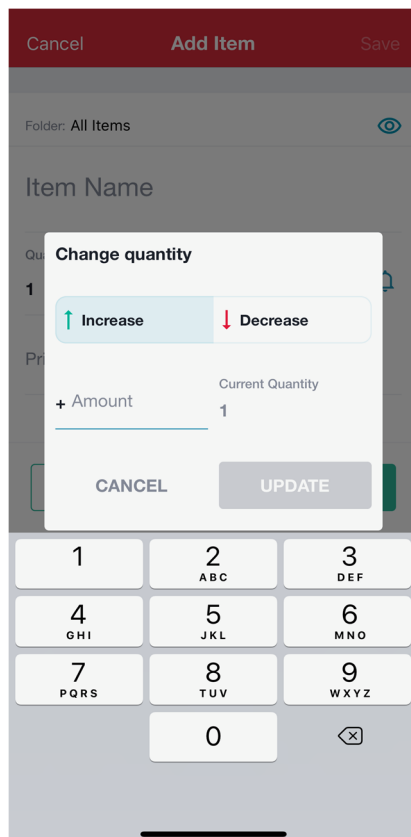 Cancel Add Item Save
Folder: All Items
Item Name
Qu
Change quantity
1
Increase Decrease
Pri
Current Quantity
+ Amount
1
CANCEL UPDATE
1 2 3
ABC DEF
4 5 6
GHI JKL MNO
7 8 9
PQRS TUV WXYZ
0